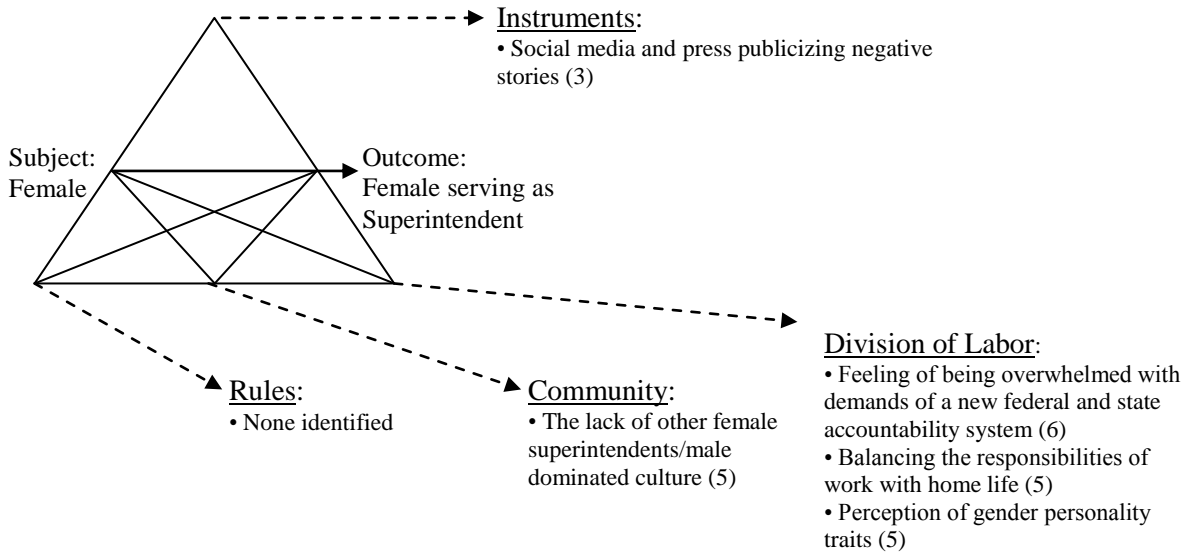 Instruments:
• Social media and press publicizing negative
stories (3)
Subject:
Female
Outcome:
Female serving as
Superintendent
Rules:
• None identified
Community:
• The lack of other female
superintendents/male
dominated culture (5)
Division of Labor:
• Feeling of being overwhelmed with
demands of a new federal and state
accountability system (6)
• Balancing the responsibilities of
work with home life (5)
• Perception of gender personality
traits (5)